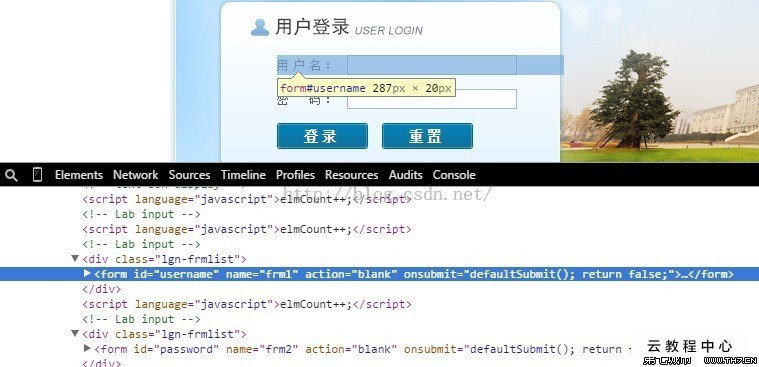 用户登录 USER LOGIN
用户名：
form#username 287px × 20px
密 码：
登录 重置
Elements Network Sources Timeline Profiles Resources Audits Console
http://blog.csdn.net/
<script language="javascript">elmCount++;</script>
<!-- Lab input -->
<script language="javascript">elmCount++;</script>
<!-- Lab input -->
<div class="lgn-frmlist">
<form id="username" name="frm1" action="blank" onsubmit="defaultSubmit(); return false;">…</form>
</div>
<script language="javascript">elmCount++;</script>
<!-- Lab input -->
<div class="lgn-frmlist">
<form id="password" name="frm2" action="blank" onsubmit="defaultSubmit(); return f
</div>
云教程中心
WWW.TH7.CN